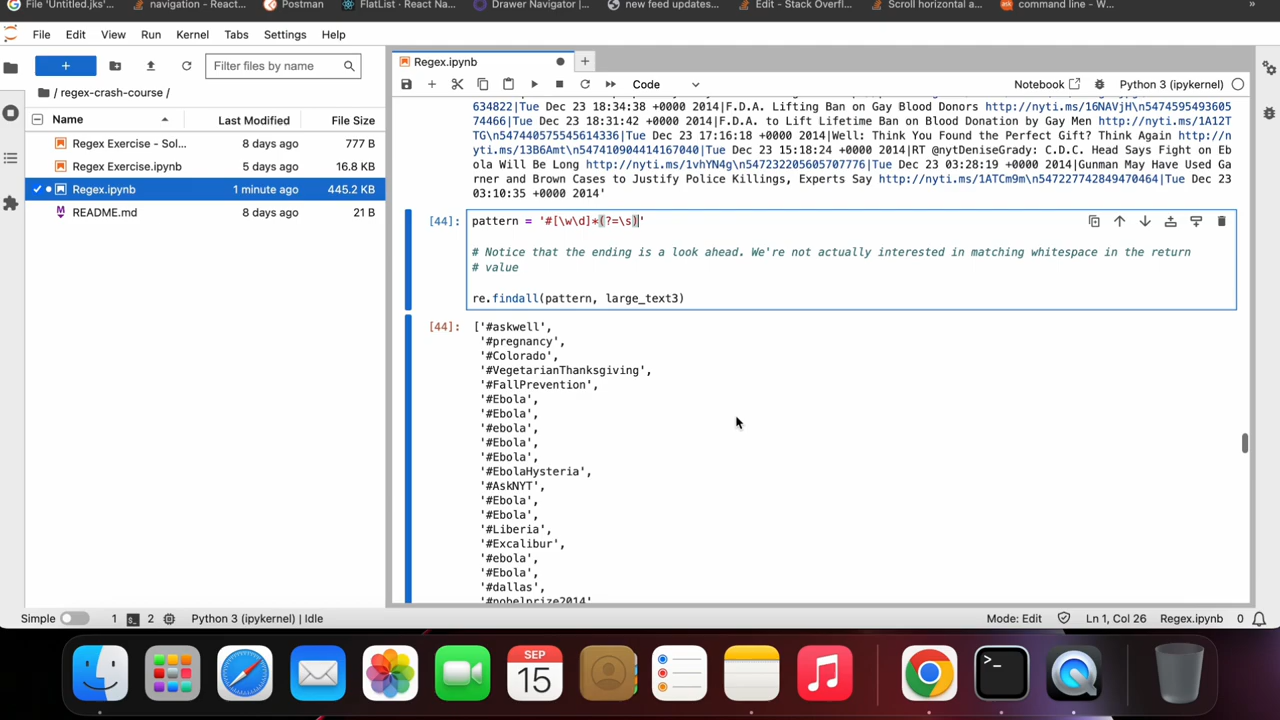 File 'Untitled.jks'
navigation - React...
Postman
FlatList · React Na...
Drawer Navigator |...
new feed updates...
Edit - Stack Overfl...
Scroll horizontal a...
command line - W...
»
File Edit View Run Kernel Tabs Settings Help
+
Filter files by name
/ regex-crash-course /
Name Last Modified File Size
Regex Exercise - Sol... 8 days ago 777 B
Regex Exercise.ipynb 5 days ago 16.8 KB
Regex.ipynb 1 minute ago 445.2 KB
README.md 8 days ago 21 B
Regex.ipynb
Code Notebook Python 3 (ipykernel)
634822|Tue Dec 23 18:34:38 +0000 2014|F.D.A. Lifting Ban on Gay Blood Donors http://nyti.ms/16NAVjH\n5474595493605
74466|Tue Dec 23 18:31:42 +0000 2014|F.D.A. to Lift Lifetime Ban on Blood Donation by Gay Men http://nyti.ms/1A12T
TG\n547440575545614336|Tue Dec 23 17:16:18 +0000 2014|Well: Think You Found the Perfect Gift? Think Again http://n
yti.ms/13B6Amt\n547410904414167040|Tue Dec 23 15:18:24 +0000 2014|RT @nytDeniseGrady: C.D.C. Head Says Fight on Eb
ola Will Be Long http://nyti.ms/1vhYN4g\n547232205605707776|Tue Dec 23 03:28:19 +0000 2014|Gunman May Have Used Ga
rner and Brown Cases to Justify Police Killings, Experts Say http://nyti.ms/1ATCm9m\n547227742849470464|Tue Dec 23
03:10:35 +0000 2014'
[44]: pattern = '#[\w\d]*(?=\s)'
# Notice that the ending is a look ahead. We're not actually interested in matching whitespace in the return
# value
re.findall(pattern, large_text3)
[44]: ['#askwell',
'#pregnancy',
'#Colorado',
'#VegetarianThanksgiving',
'#FallPrevention',
'#Ebola',
'#Ebola',
'#ebola',
'#Ebola',
'#Ebola',
'#EbolaHysteria',
'#AskNYT',
'#Ebola',
'#Ebola',
'#Liberia',
'#Excalibur',
'#ebola',
'#Ebola',
'#dallas',
'#nobelprize2014'
Simple 1 2 Python 3 (ipykernel) | Idle Mode: Edit Ln 1, Col 26 Regex.ipynb 0
SEP
15
>_